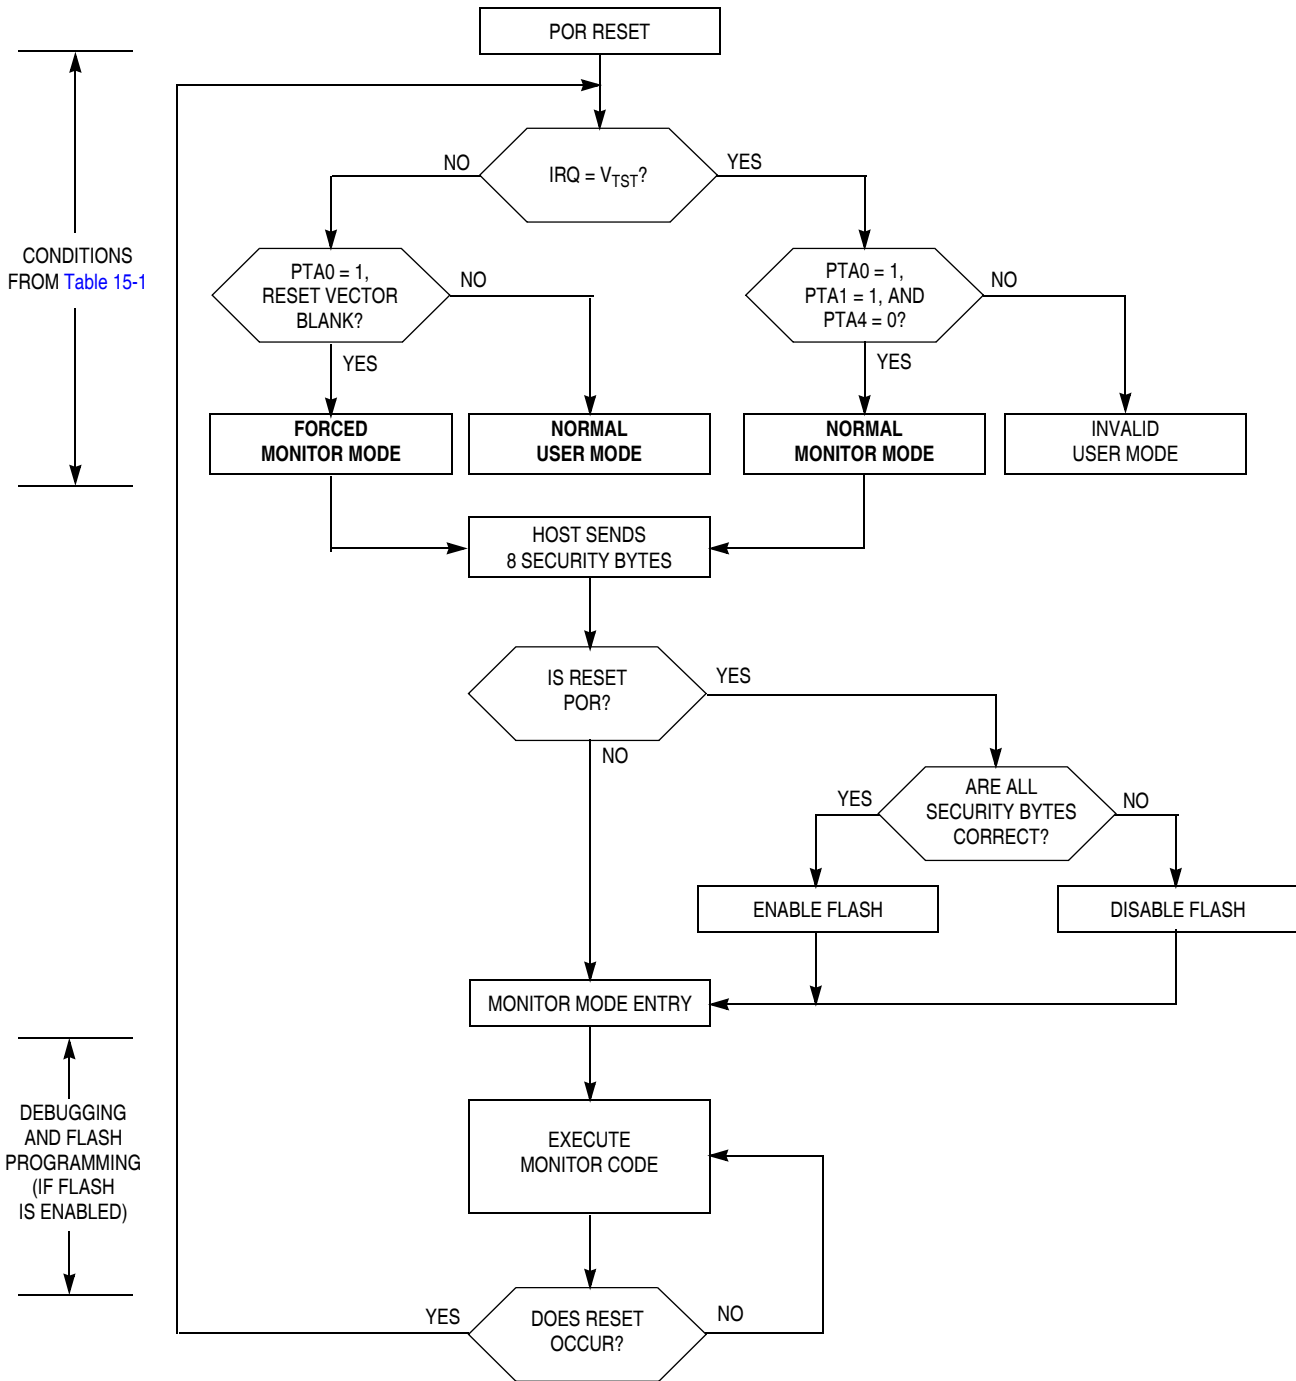 POR RESET
IRQ = VTST?
NO
YES
CONDITIONS
FROM Table 15-1
PTA0 = 1,
RESET VECTOR
BLANK?
NO
YES
PTA0 = 1,
PTA1 = 1, AND
PTA4 = 0?
NO
YES
FORCED
MONITOR MODE
NORMAL
USER MODE
NORMAL
MONITOR MODE
INVALID
USER MODE
HOST SENDS
8 SECURITY BYTES
IS RESET
POR?
YES
NO
ARE ALL
SECURITY BYTES
CORRECT?
YES
NO
ENABLE FLASH
DISABLE FLASH
MONITOR MODE ENTRY
DEBUGGING
AND FLASH
PROGRAMMING
(IF FLASH
IS ENABLED)
EXECUTE
MONITOR CODE
DOES RESET
OCCUR?
YES
NO